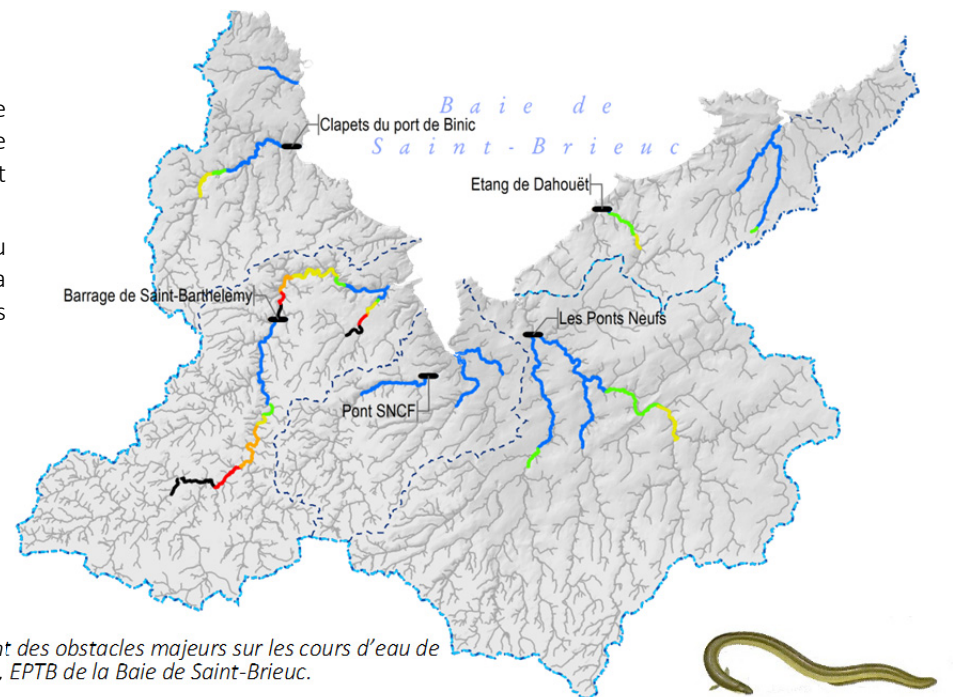 e
e
t
u
a
s
Baie de
Saint-Brieuc
Clapets du port de Binic
Etang de Dahouët
Barrage de Saint-Barthelemy
Les Ponts Neufs
Pont SNCF
nt des obstacles majeurs sur les cours d'eau de
, EPTB de la Baie de Saint-Brieuc.